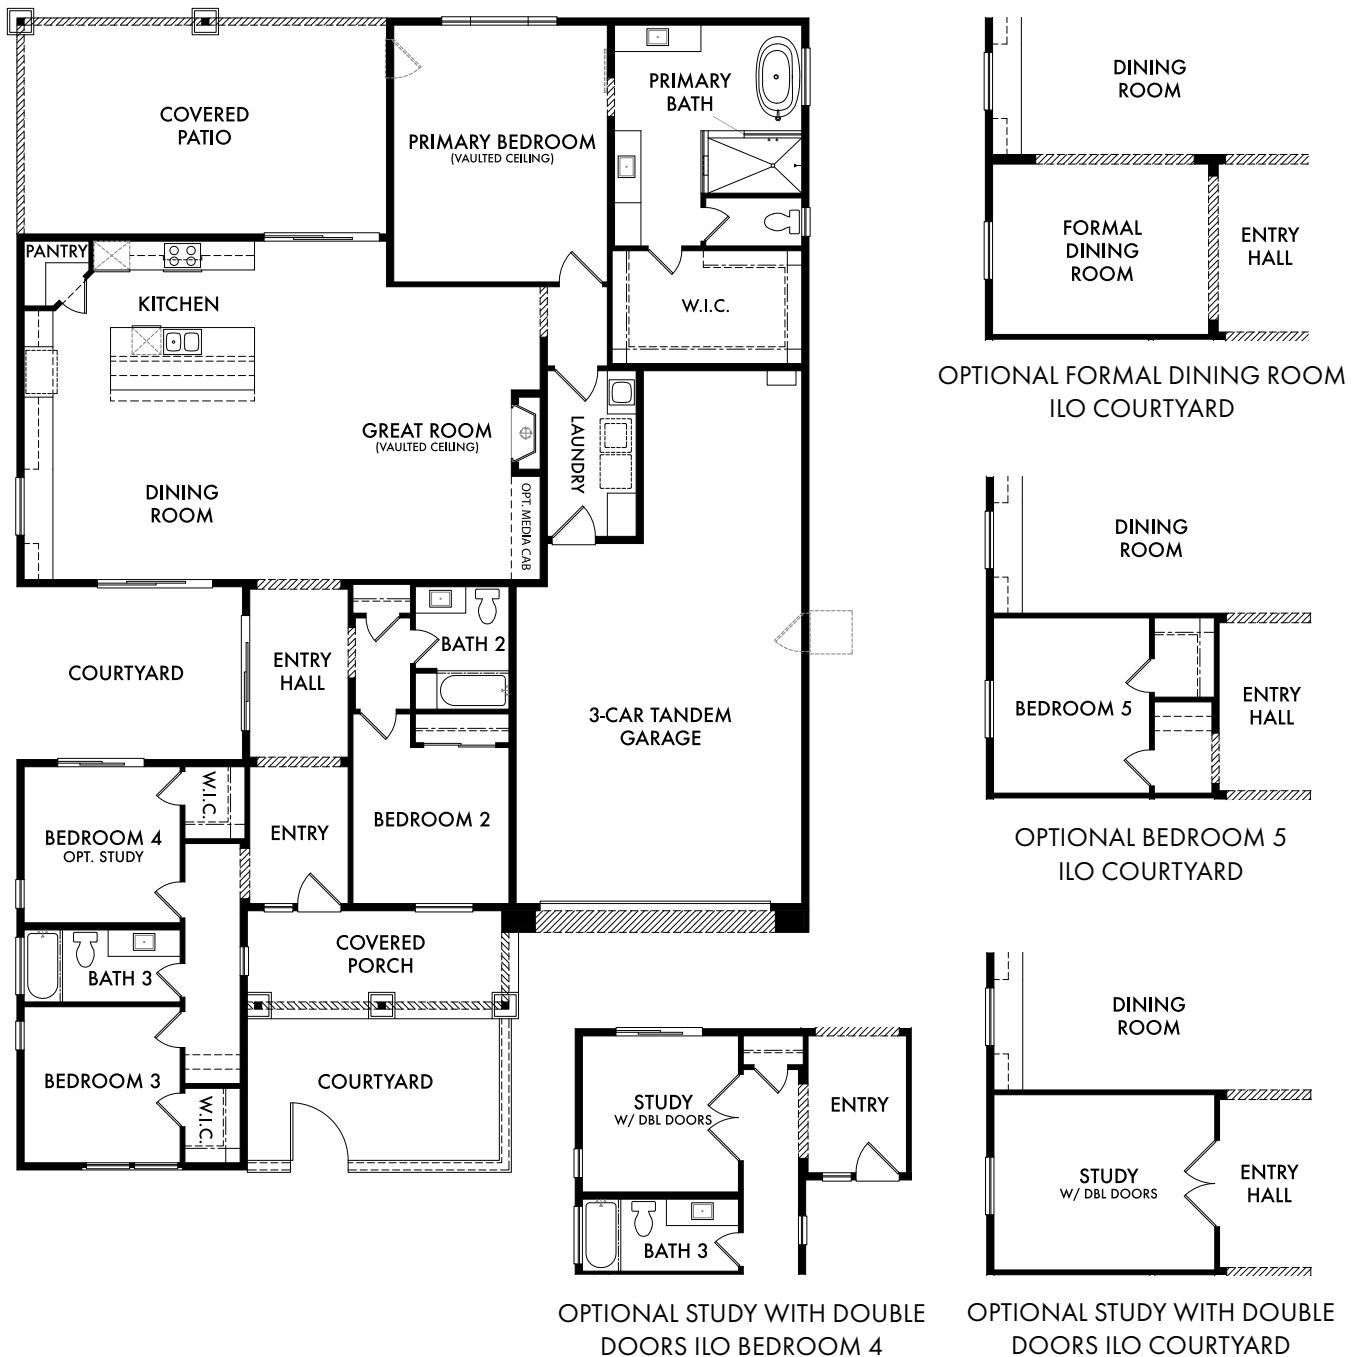 COVERED
PATIO
PRIMARY BEDROOM
(VAULTED CEILING)
PRIMARY
BATH
PANTRY
KITCHEN
W.I.C.
GREAT ROOM
(VAULTED CEILING)
LAUNDRY
DINING
ROOM
OPT. MEDIA CAB
COURTYARD
ENTRY
HALL
BATH 2
3-CAR TANDEM
GARAGE
BEDROOM 4
OPT. STUDY
W.I.C.
ENTRY
BEDROOM 2
COVERED
PORCH
BATH 3
BEDROOM 3
W.I.C.
COURTYARD
DINING
ROOM
FORMAL
DINING
ROOM
ENTRY
HALL
OPTIONAL FORMAL DINING ROOM
ILO COURTYARD
DINING
ROOM
BEDROOM 5
ENTRY
HALL
OPTIONAL BEDROOM 5
ILO COURTYARD
STUDY
W/ DBL DOORS
ENTRY
BATH 3
OPTIONAL STUDY WITH DOUBLE
DOORS ILO BEDROOM 4
DINING
ROOM
STUDY
W/ DBL DOORS
ENTRY
HALL
OPTIONAL STUDY WITH DOUBLE
DOORS ILO COURTYARD